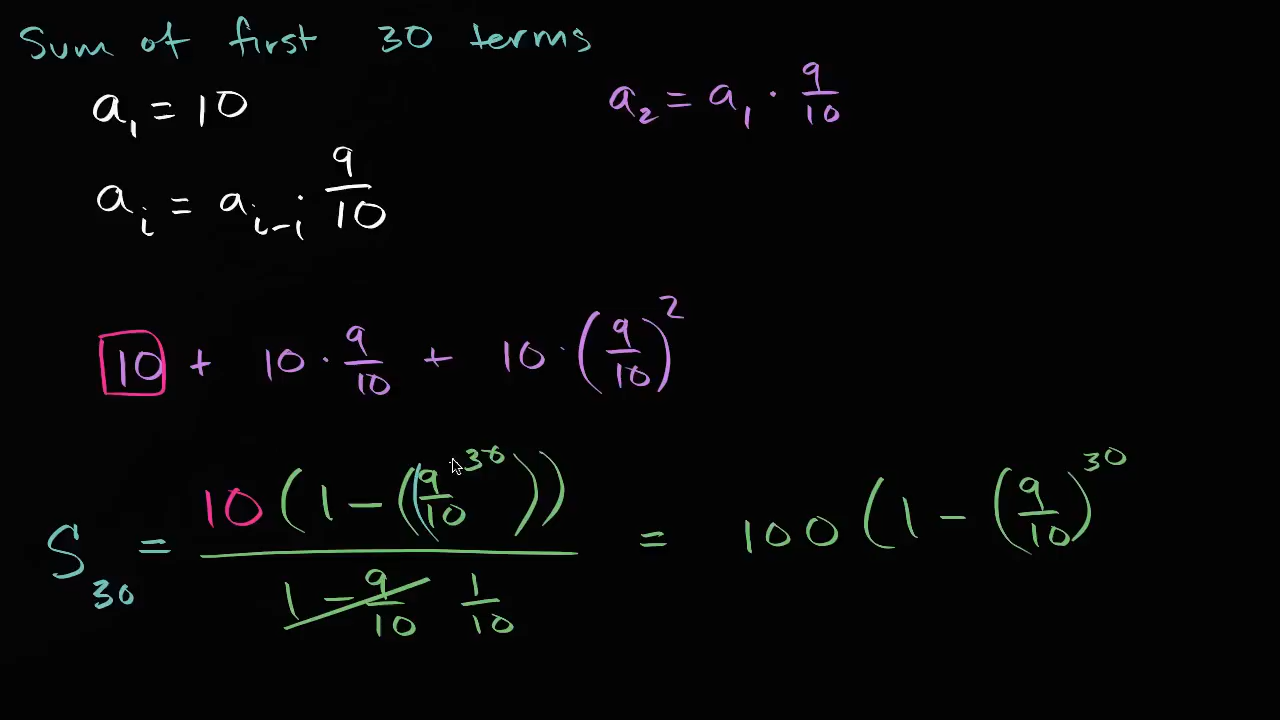 Sum of first 30 terms
a₁ = 10
a₂ = a₁ · 9/10
aᵢ = aᵢ₋ᵢ · 9/10
10 + 10 · 9/10 + 10 · (9/10)²
S₃₀ = 10 (1 − ((9/10)³⁰)) / (1 − 9/10) 1/10 = 100 (1 − (9/10)³⁰